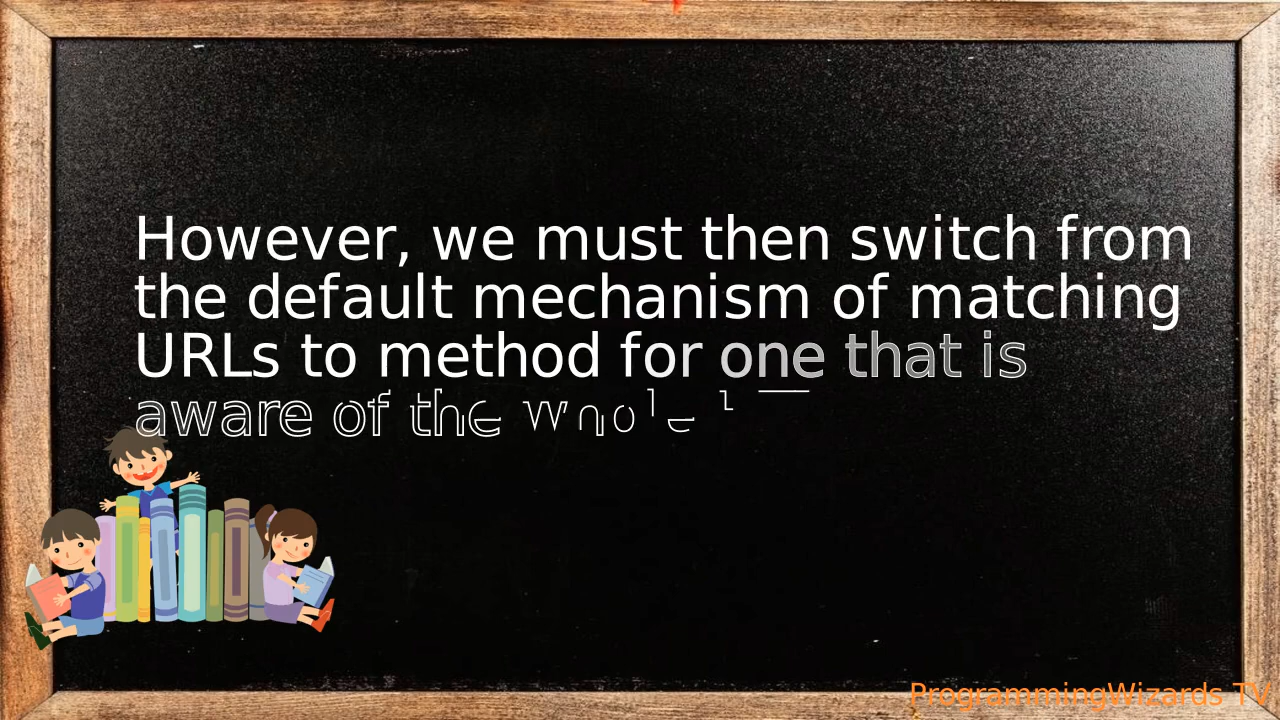 However, we must then switch from
the default mechanism of matching
URLs to method for one that is
aware of the whole
ProgrammingWizards TV